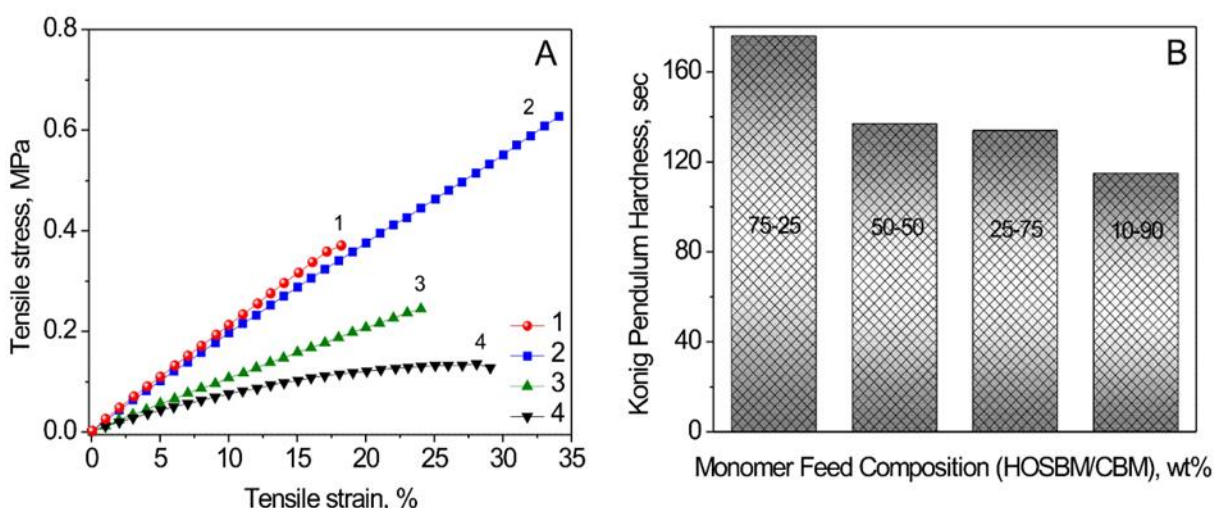 A
Tensile stress, MPa
0.8
0.6
0.4
0.2
0.0
1
2
3
4
1
2
3
4
0 5 10 15 20 25 30 35
Tensile strain, %
B
Konig Pendulum Hardness, sec
160
120
80
40
0
75-25 50-50 25-75 10-90
Monomer Feed Composition (HOSBM/CBM), wt%